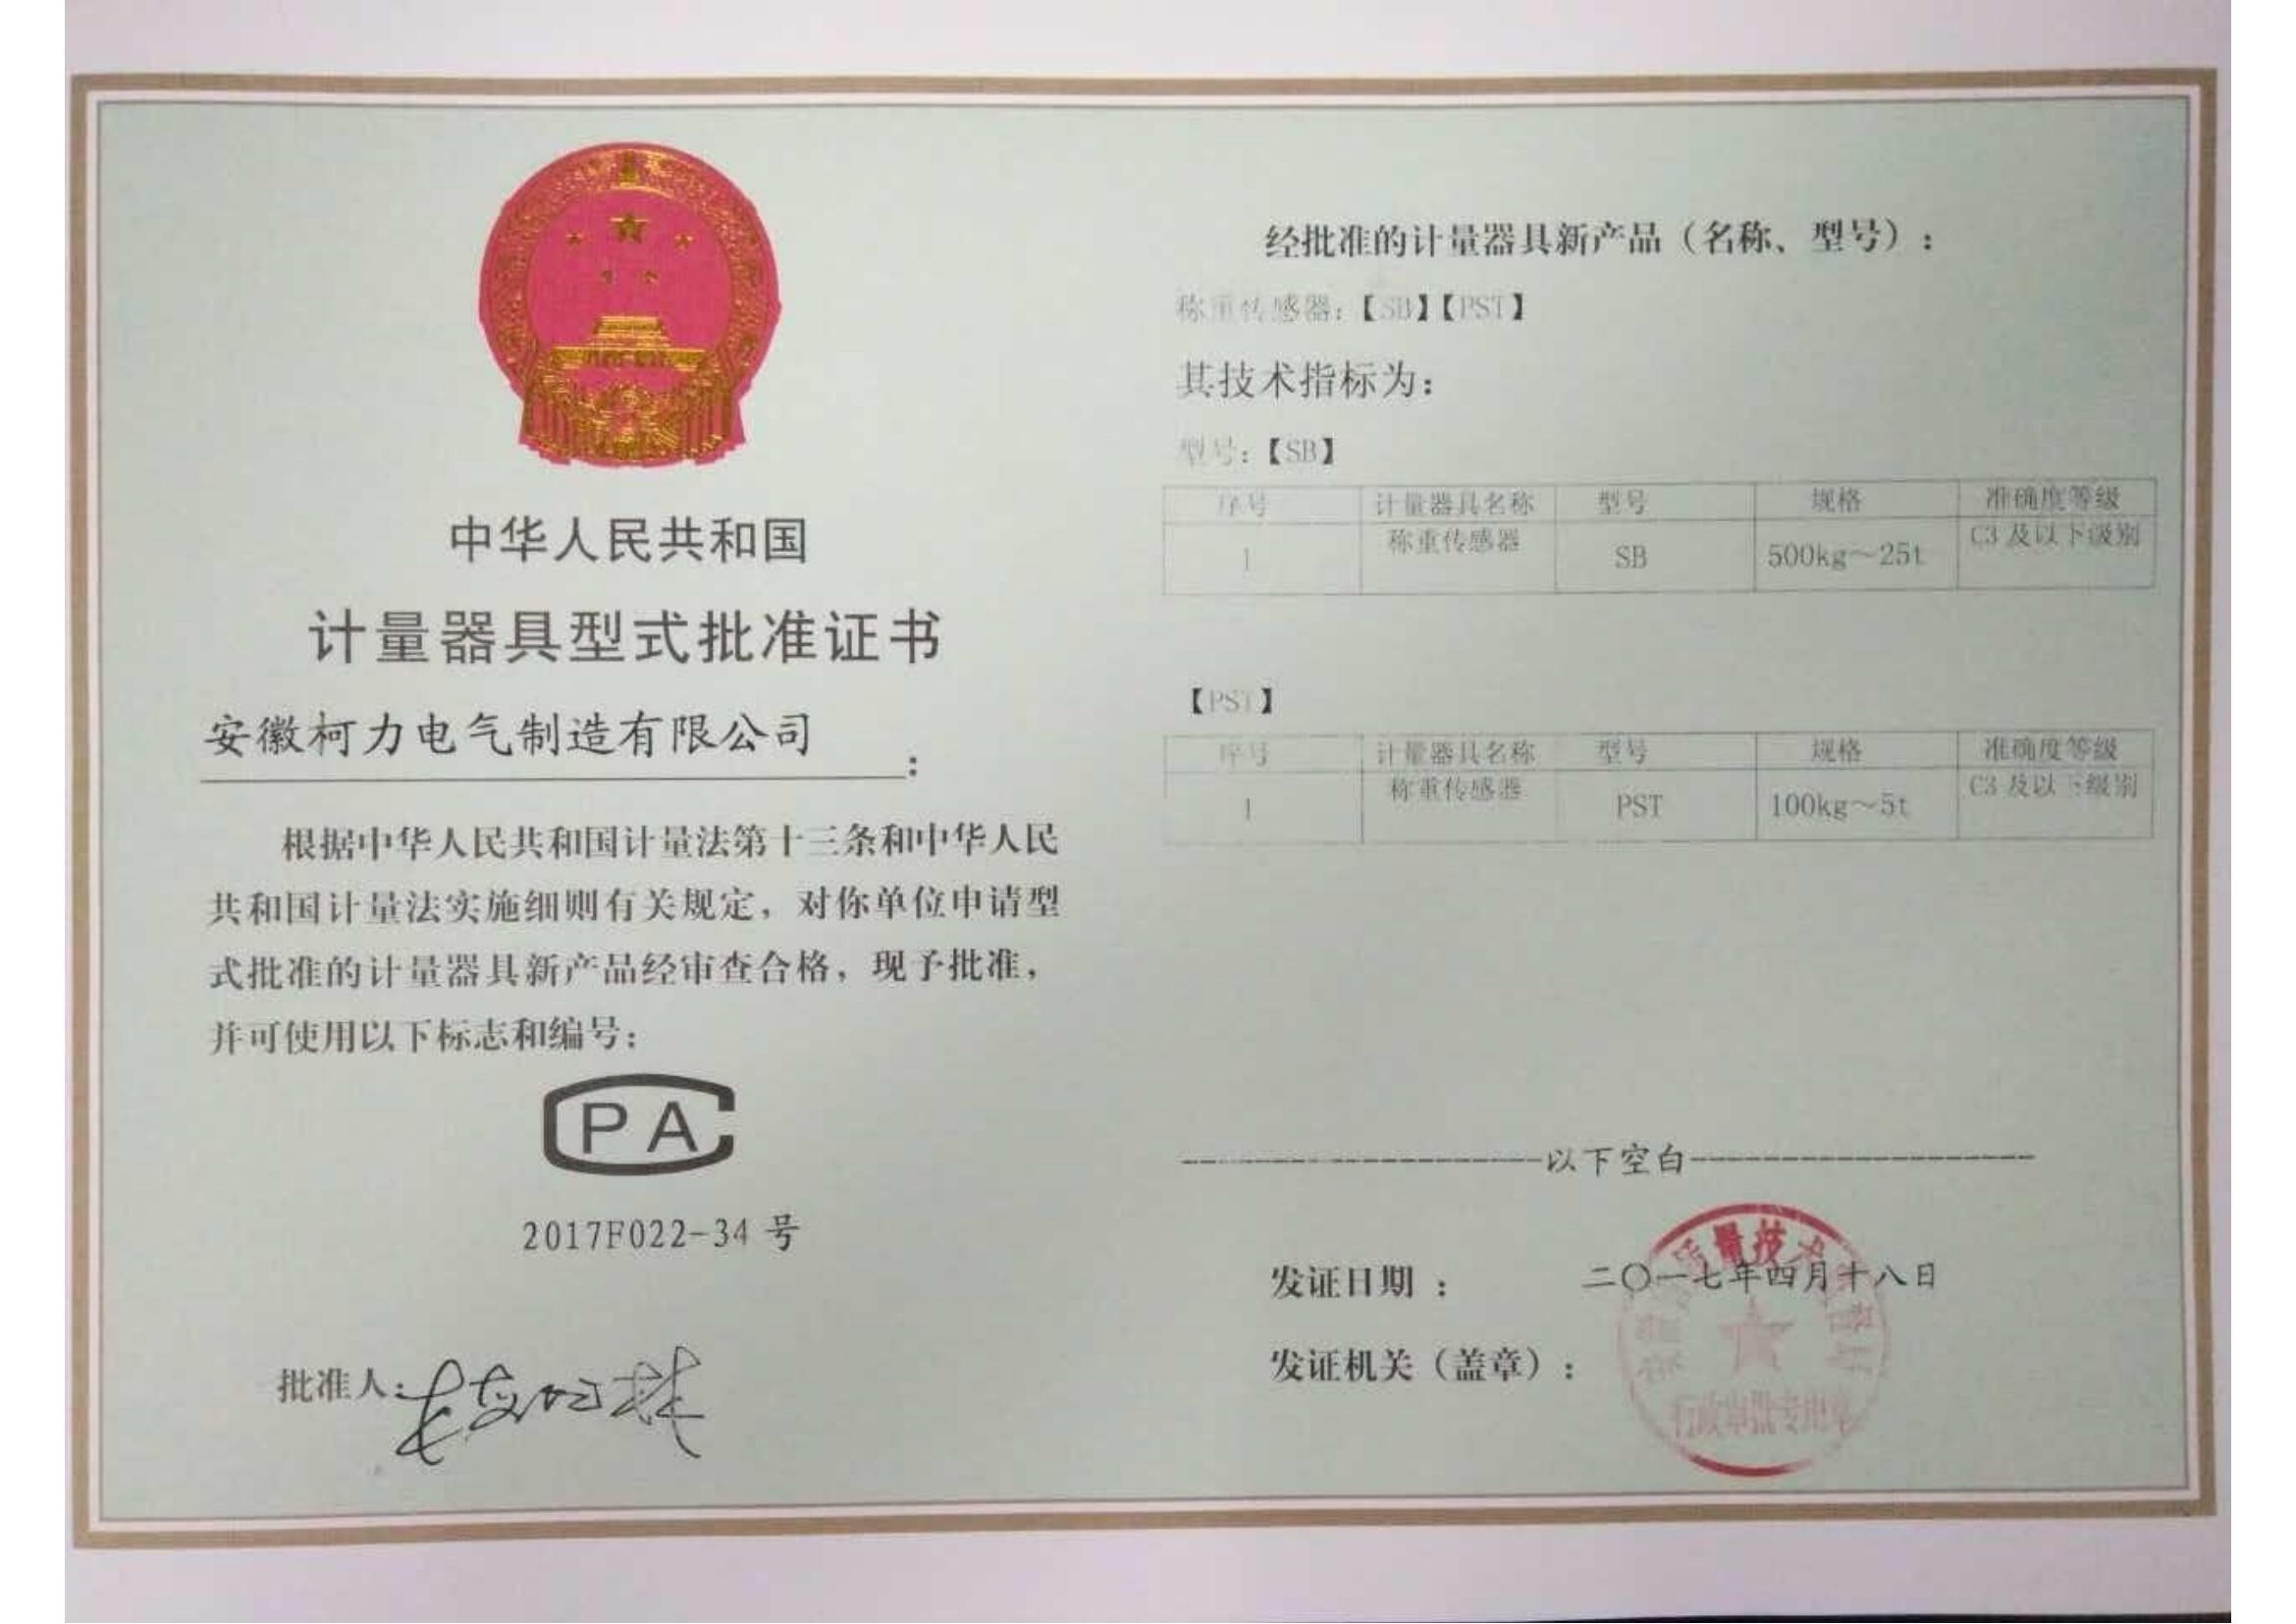 中华人民共和国
计量器具型式批准证书
安徽柯力电气制造有限公司：
根据中华人民共和国计量法第十三条和中华人民
共和国计量法实施细则有关规定，对你单位申请型
式批准的计量器具新产品经审查合格，现予批准，
并可使用以下标志和编号：
CPA
2017F022-34 号
批准人：
经批准的计量器具新产品（名称、型号）：
称重传感器：【SB】【PST】
其技术指标为：
型号：【SB】
序号 计量器具名称 型号 规格 准确度等级
1 称重传感器 SB 500kg～25t C3 及以下级别
【PST】
序号 计量器具名称 型号 规格 准确度等级
1 称重传感器 PST 100kg～5t C3 及以下级别
以下空白
发证日期 ： 二〇一七年四月十八日
发证机关（盖章）：
行政审批专用章